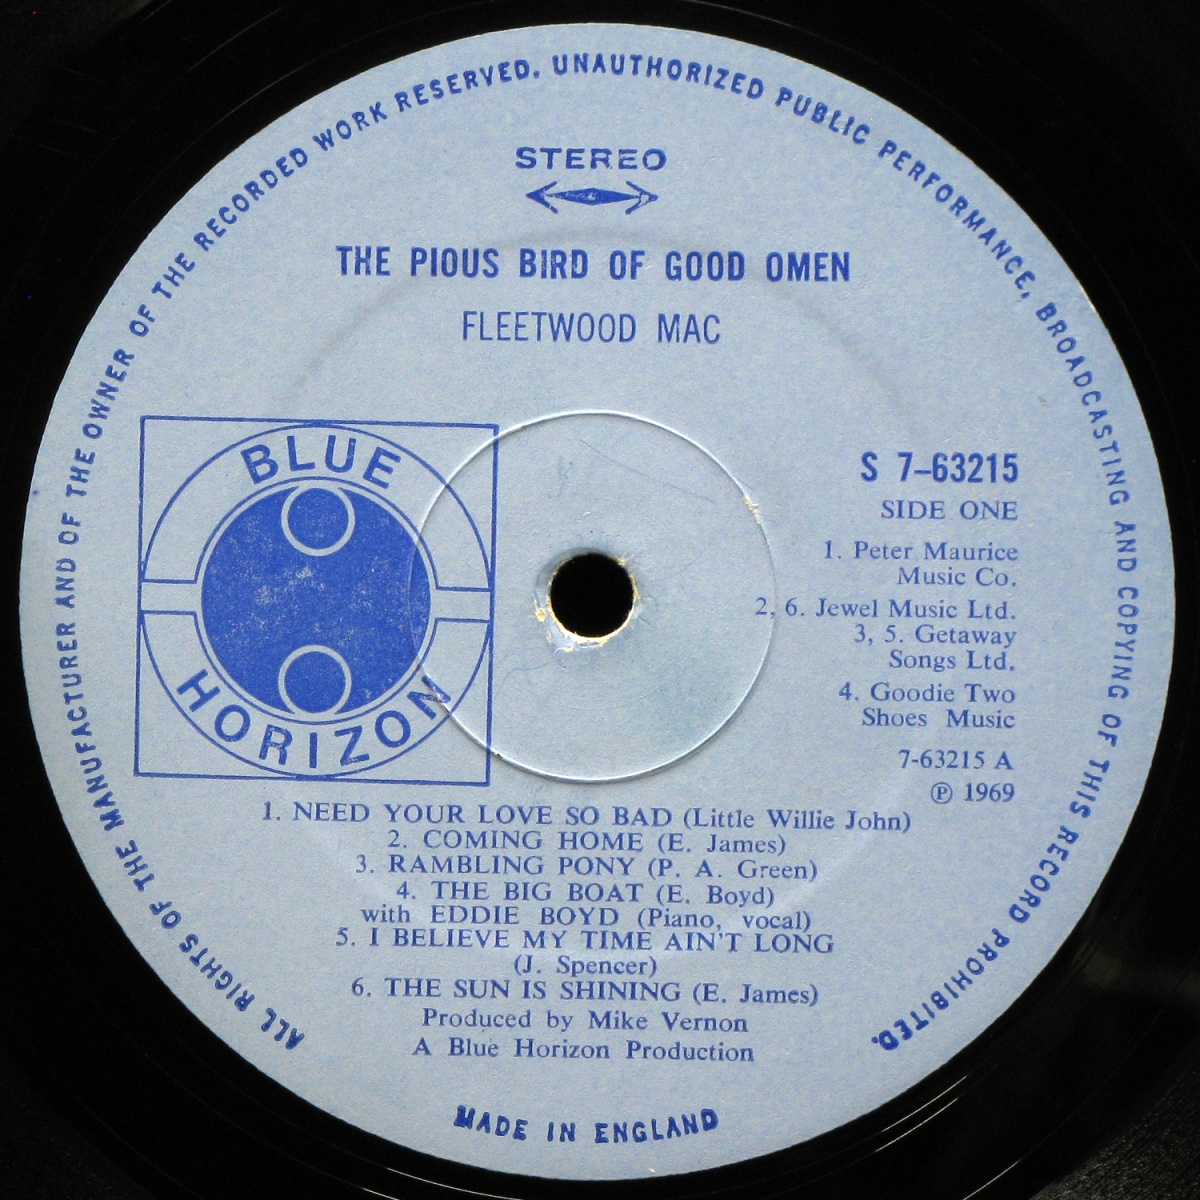 ALL RIGHTS OF THE MANUFACTURER AND OF THE OWNER OF THE RECORDED WORK RESERVED. UNAUTHORIZED PUBLIC PERFORMANCE, BROADCASTING AND COPYING OF THIS RECORD PROHIBITED.
STEREO
THE PIOUS BIRD OF GOOD OMEN
FLEETWOOD MAC
BLUE
HORIZON
S 7–63215
SIDE ONE
1. Peter Maurice
Music Co.
2, 6. Jewel Music Ltd.
3, 5. Getaway
Songs Ltd.
4. Goodie Two
Shoes Music
7-63215 A
℗ 1969
1. NEED YOUR LOVE SO BAD (Little Willie John)
2. COMING HOME (E. James)
3. RAMBLING PONY (P. A. Green)
4. THE BIG BOAT (E. Boyd)
with EDDIE BOYD (Piano, vocal)
5. I BELIEVE MY TIME AIN'T LONG
(J. Spencer)
6. THE SUN IS SHINING (E. James)
Produced by Mike Vernon
A Blue Horizon Production
MADE IN ENGLAND